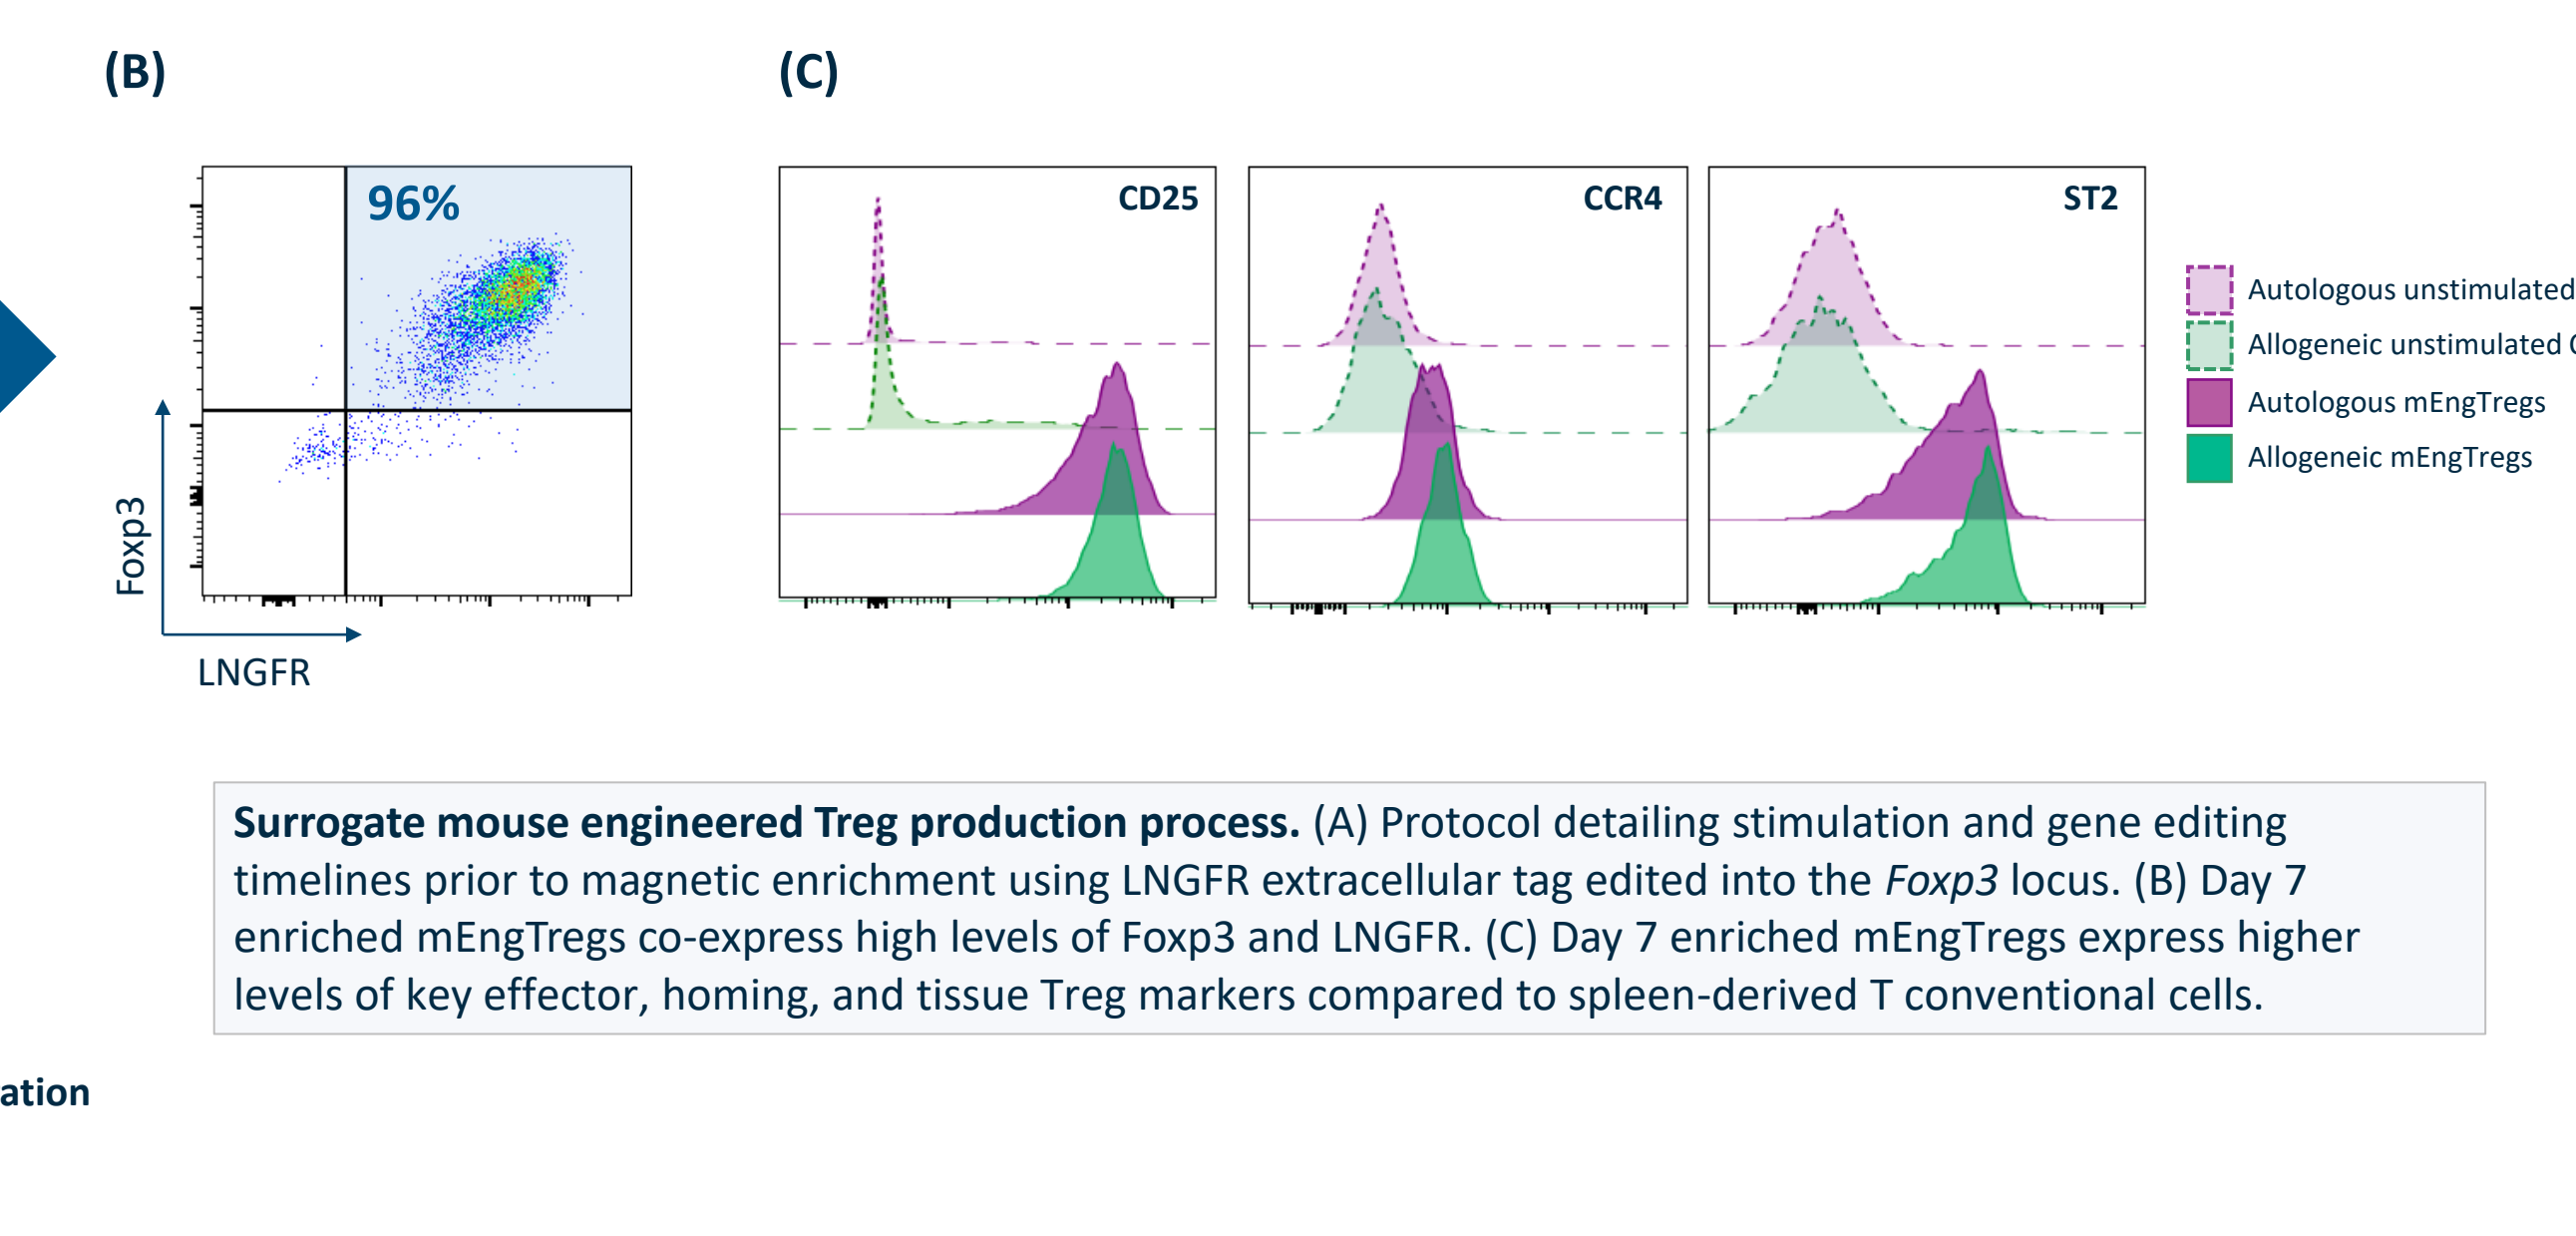 (B)
(C)
96%
Foxp3
LNGFR
CD25
CCR4
ST2
Autologous unstimulated
Allogeneic unstimulated
Autologous mEngTregs
Allogeneic mEngTregs
Surrogate mouse engineered Treg production process. (A) Protocol detailing stimulation and gene editing
timelines prior to magnetic enrichment using LNGFR extracellular tag edited into the Foxp3 locus. (B) Day 7
enriched mEngTregs co-express high levels of Foxp3 and LNGFR. (C) Day 7 enriched mEngTregs express higher
levels of key effector, homing, and tissue Treg markers compared to spleen-derived T conventional cells.
ation